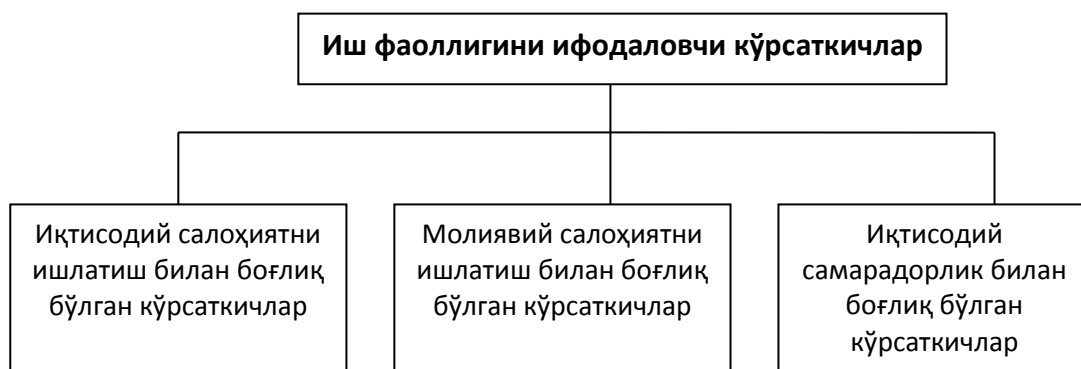 Иш фаоллигини ифодаловчи кўрсаткичлар
Иқтисодий салоҳиятни
ишлатиш билан боғлиқ
бўлган кўрсаткичлар
Молиявий салоҳиятни
ишлатиш билан боғлиқ
бўлган кўрсаткичлар
Иқтисодий
самарадорлик билан
боғлиқ бўлган
кўрсаткичлар